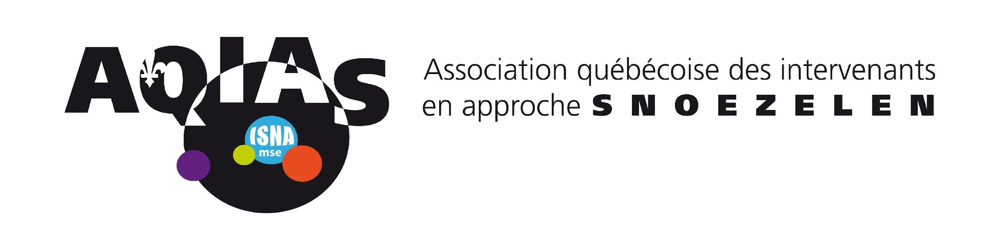 AQIAs
ISNA
mse
Association québécoise des intervenants
en approche SNOEZELEN